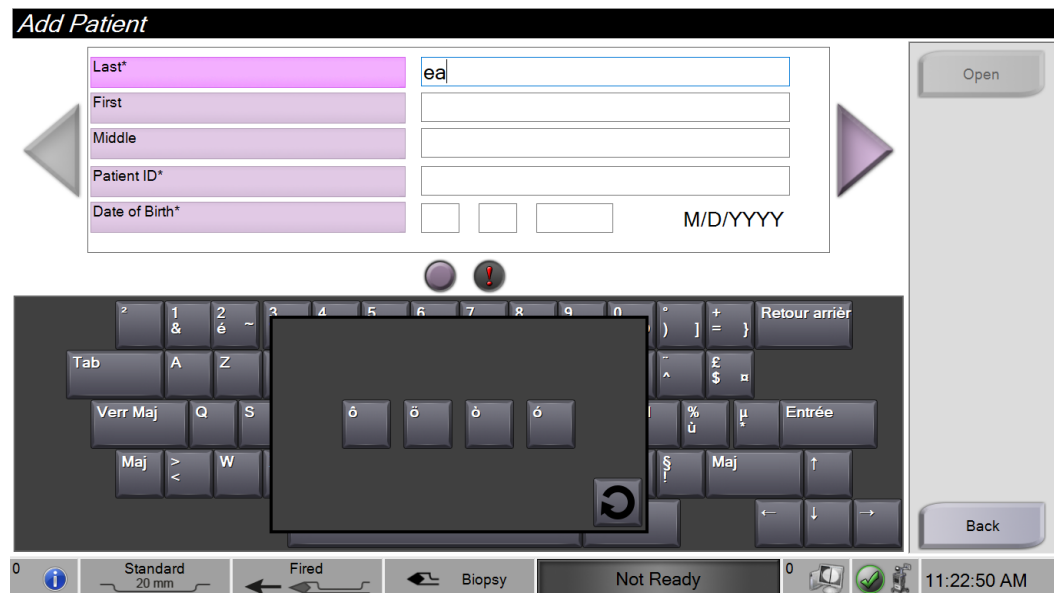 Add Patient
Last*
ea
Open
First
Middle
Patient ID*
Date of Birth*
M/D/YYYY
² 1 2 3 4 5 6 7 8 9 0 ° + Retour arrièr
& é ~ ) ] = }
Tab A Z ¨ £
^ $ ¤
Verr Maj Q S % µ Entrée
ù *
ô ö ò ó
Maj > W § Maj ↑
< !
← ↓ →
Back
0 Standard Fired Biopsy Not Ready 0 11:22:50 AM
20 mm